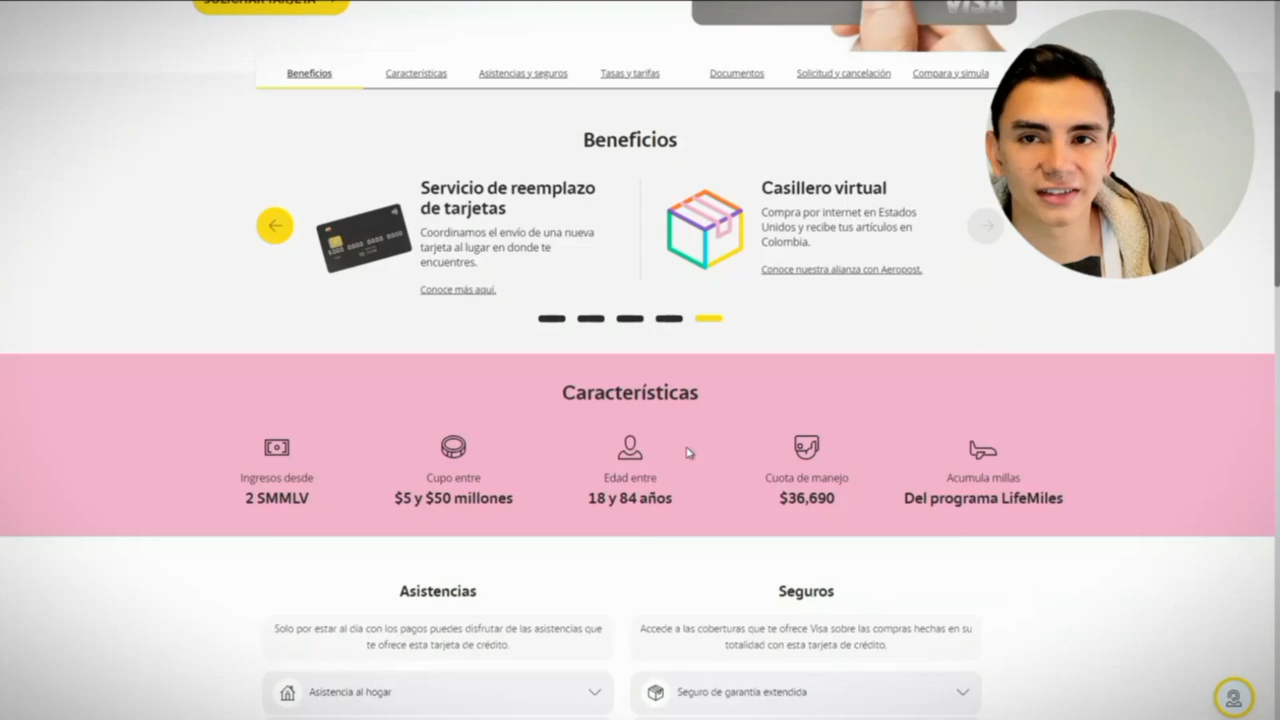 SOLICITAR TARJETA
VISA
Beneficios
Características
Asistencias y seguros
Tasas y tarifas
Documentos
Solicitud y cancelación
Compara y simula
Beneficios
Servicio de reemplazo
de tarjetas
Coordinamos el envío de una nueva
tarjeta al lugar en donde te
encuentres.
Conoce más aquí.
Casillero virtual
Compra por internet en Estados
Unidos y recibe tus artículos en
Colombia.
Conoce nuestra alianza con Aeropost.
Características
Ingresos desde
2 SMMLV
Cupo entre
$5 y $50 millones
Edad entre
18 y 84 años
Cuota de manejo
$36,690
Acumula millas
Del programa LifeMiles
Asistencias
Solo por estar al día con los pagos puedes disfrutar de las asistencias que
te ofrece esta tarjeta de crédito.
Asistencia al hogar
Seguros
Accede a las coberturas que te ofrece Visa sobre las compras hechas en su
totalidad con esta tarjeta de crédito.
Seguro de garantía extendida